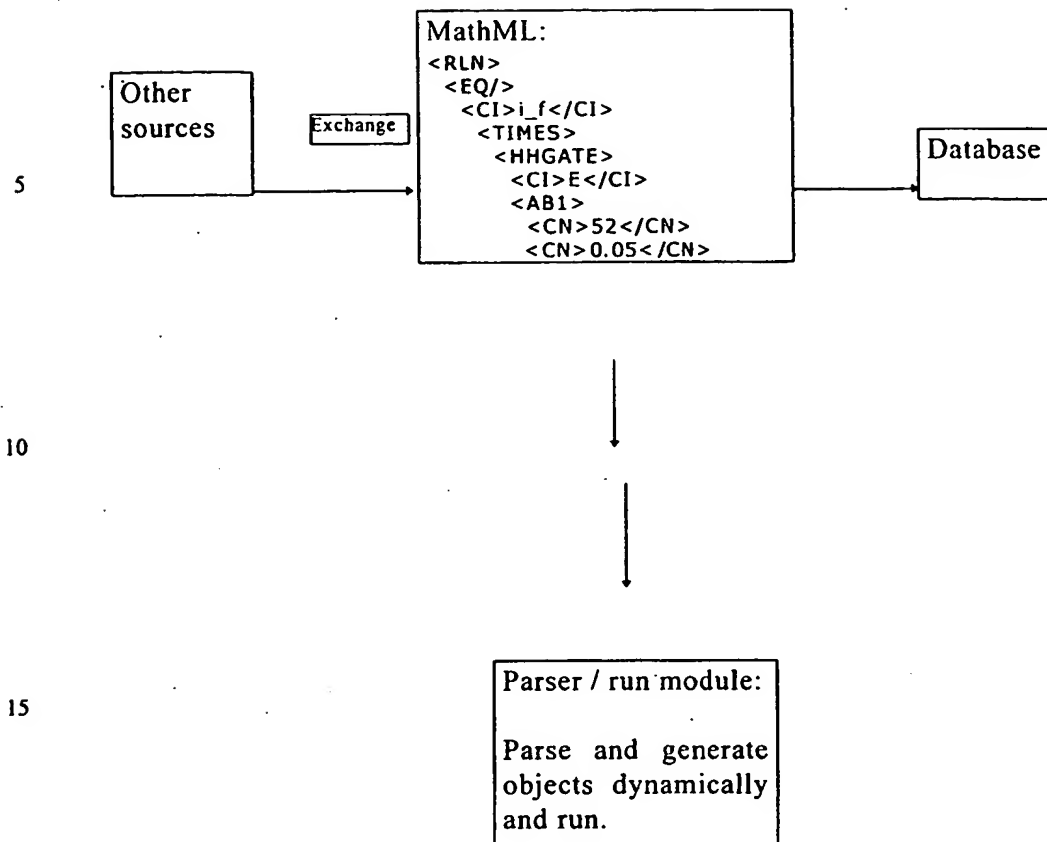 MathML:
<RLN>
<EQ/>
<CI>i_f</CI>
<TIMES>
<HHGATE>
<CI>E</CI>
<AB1>
<CN>52</CN>
<CN>0.05</CN>
Other
sources
Exchange
Database
5
10
15
Parser / run module:
Parse and generate
objects dynamically
and run.